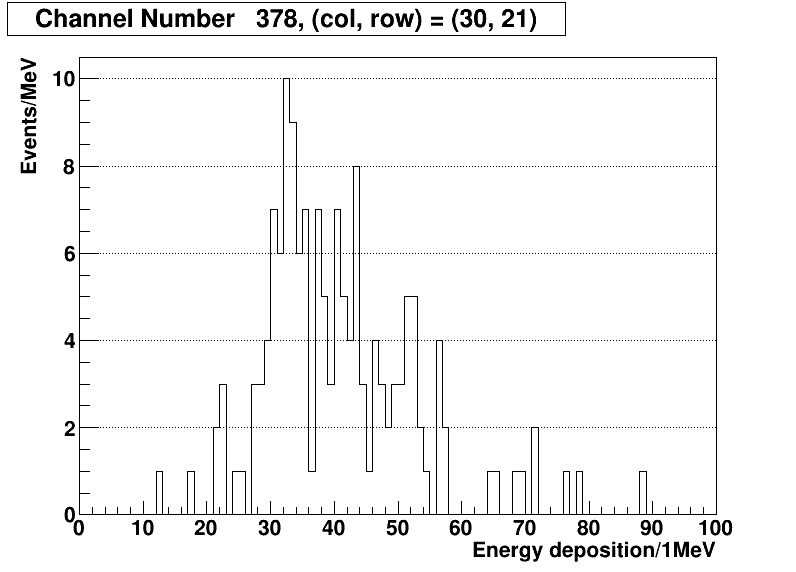 Channel Number 378, (col, row) = (30, 21)
Events/MeV
10
8
6
4
2
0
0 10 20 30 40 50 60 70 80 90 100
Energy deposition/1MeV